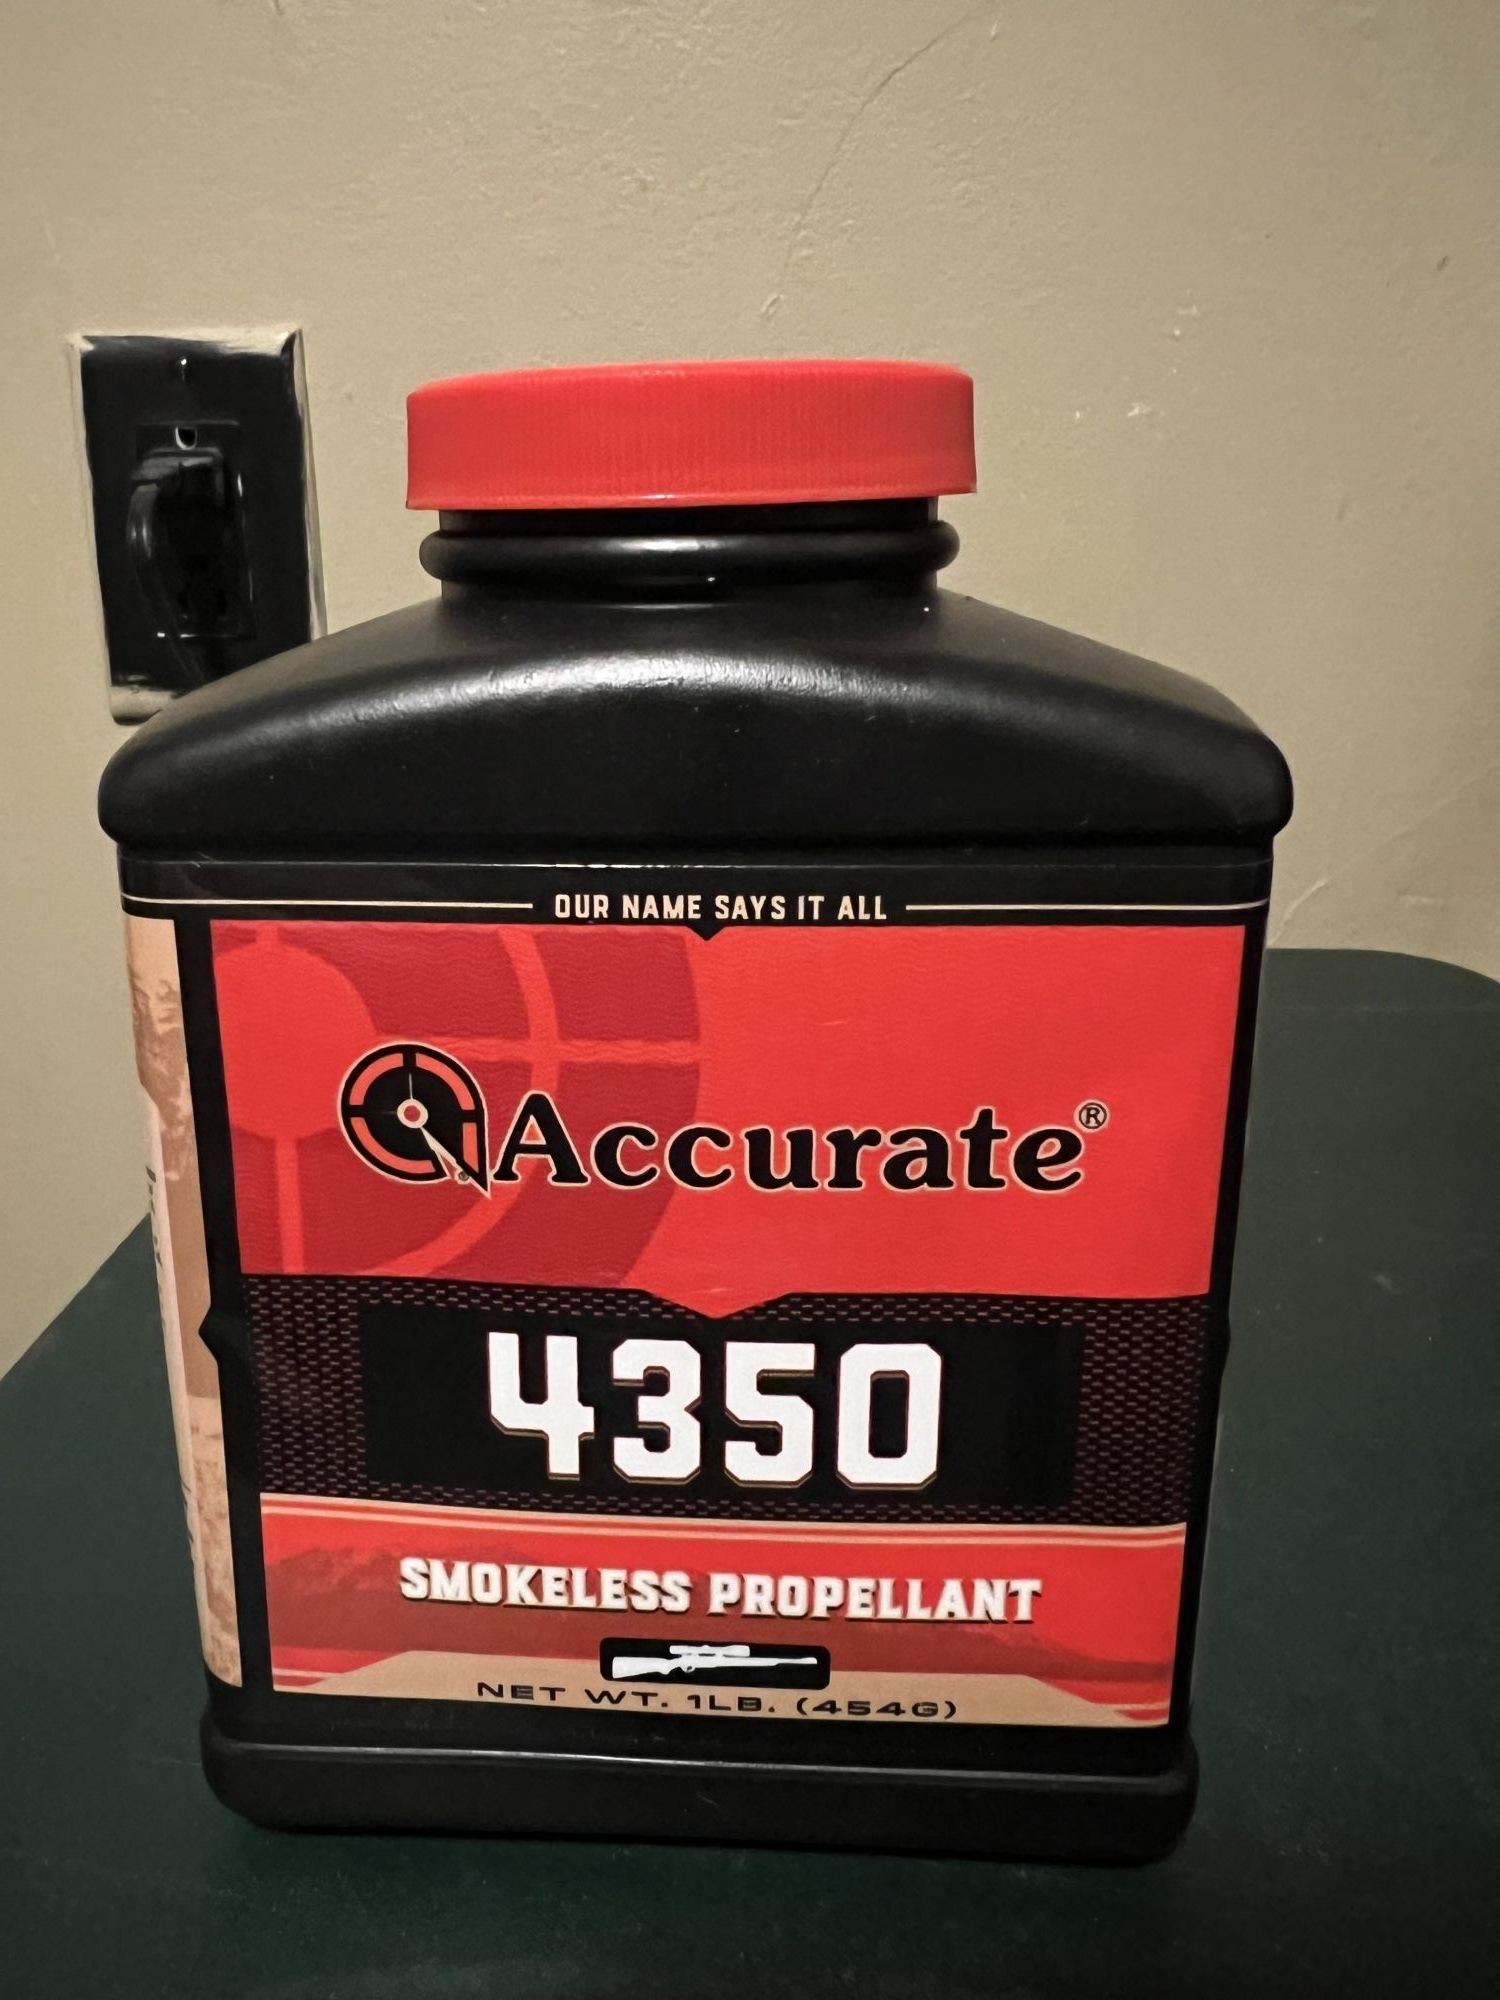 OUR NAME SAYS IT ALL
Accurate®
4350
SMOKELESS PROPELLANT
NET WT. 1LB. (454G)